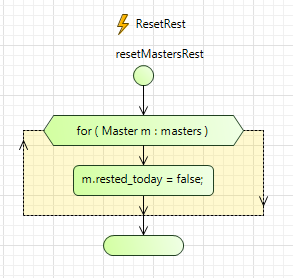 ResetRest
resetMastersRest
for ( Master m : masters )
m.rested_today = false;